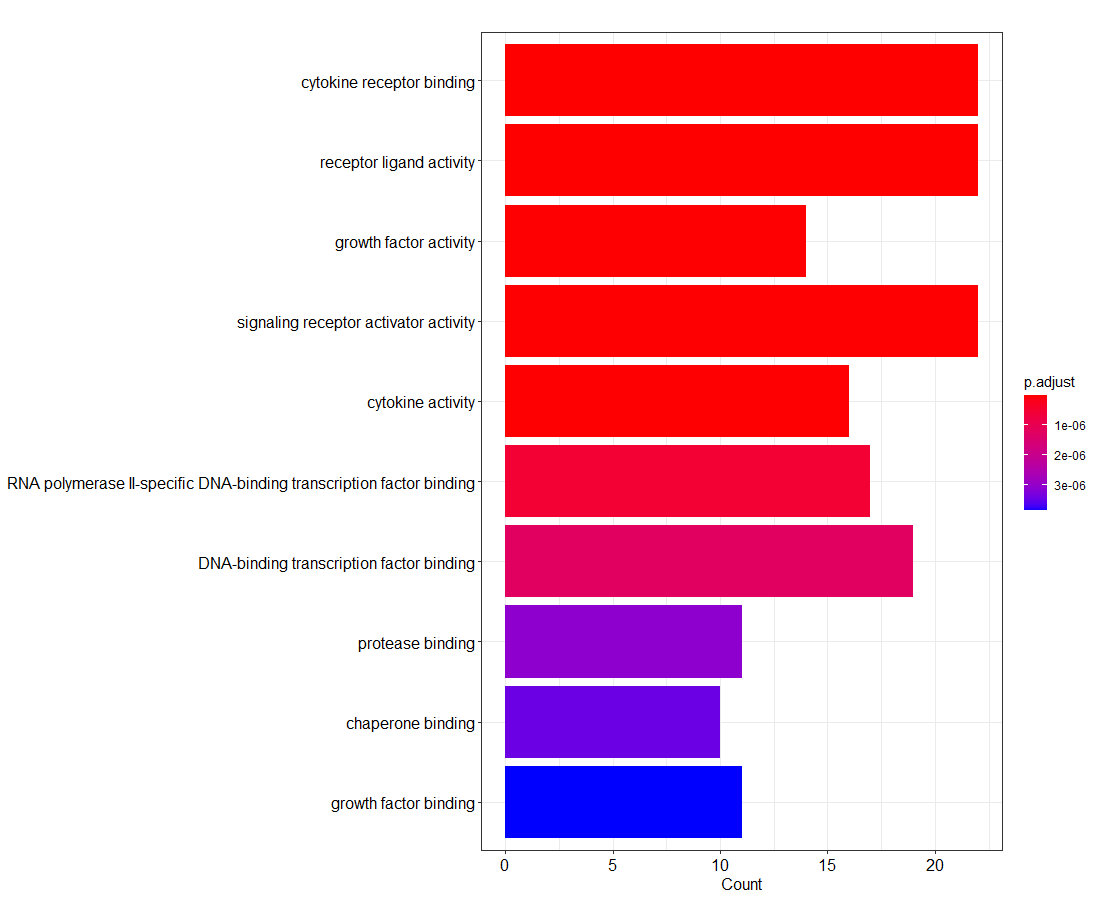 cytokine receptor binding
receptor ligand activity
growth factor activity
signaling receptor activator activity
cytokine activity
RNA polymerase II-specific DNA-binding transcription factor binding
DNA-binding transcription factor binding
protease binding
chaperone binding
growth factor binding
0 5 10 15 20
Count
p.adjust
1e-06
2e-06
3e-06